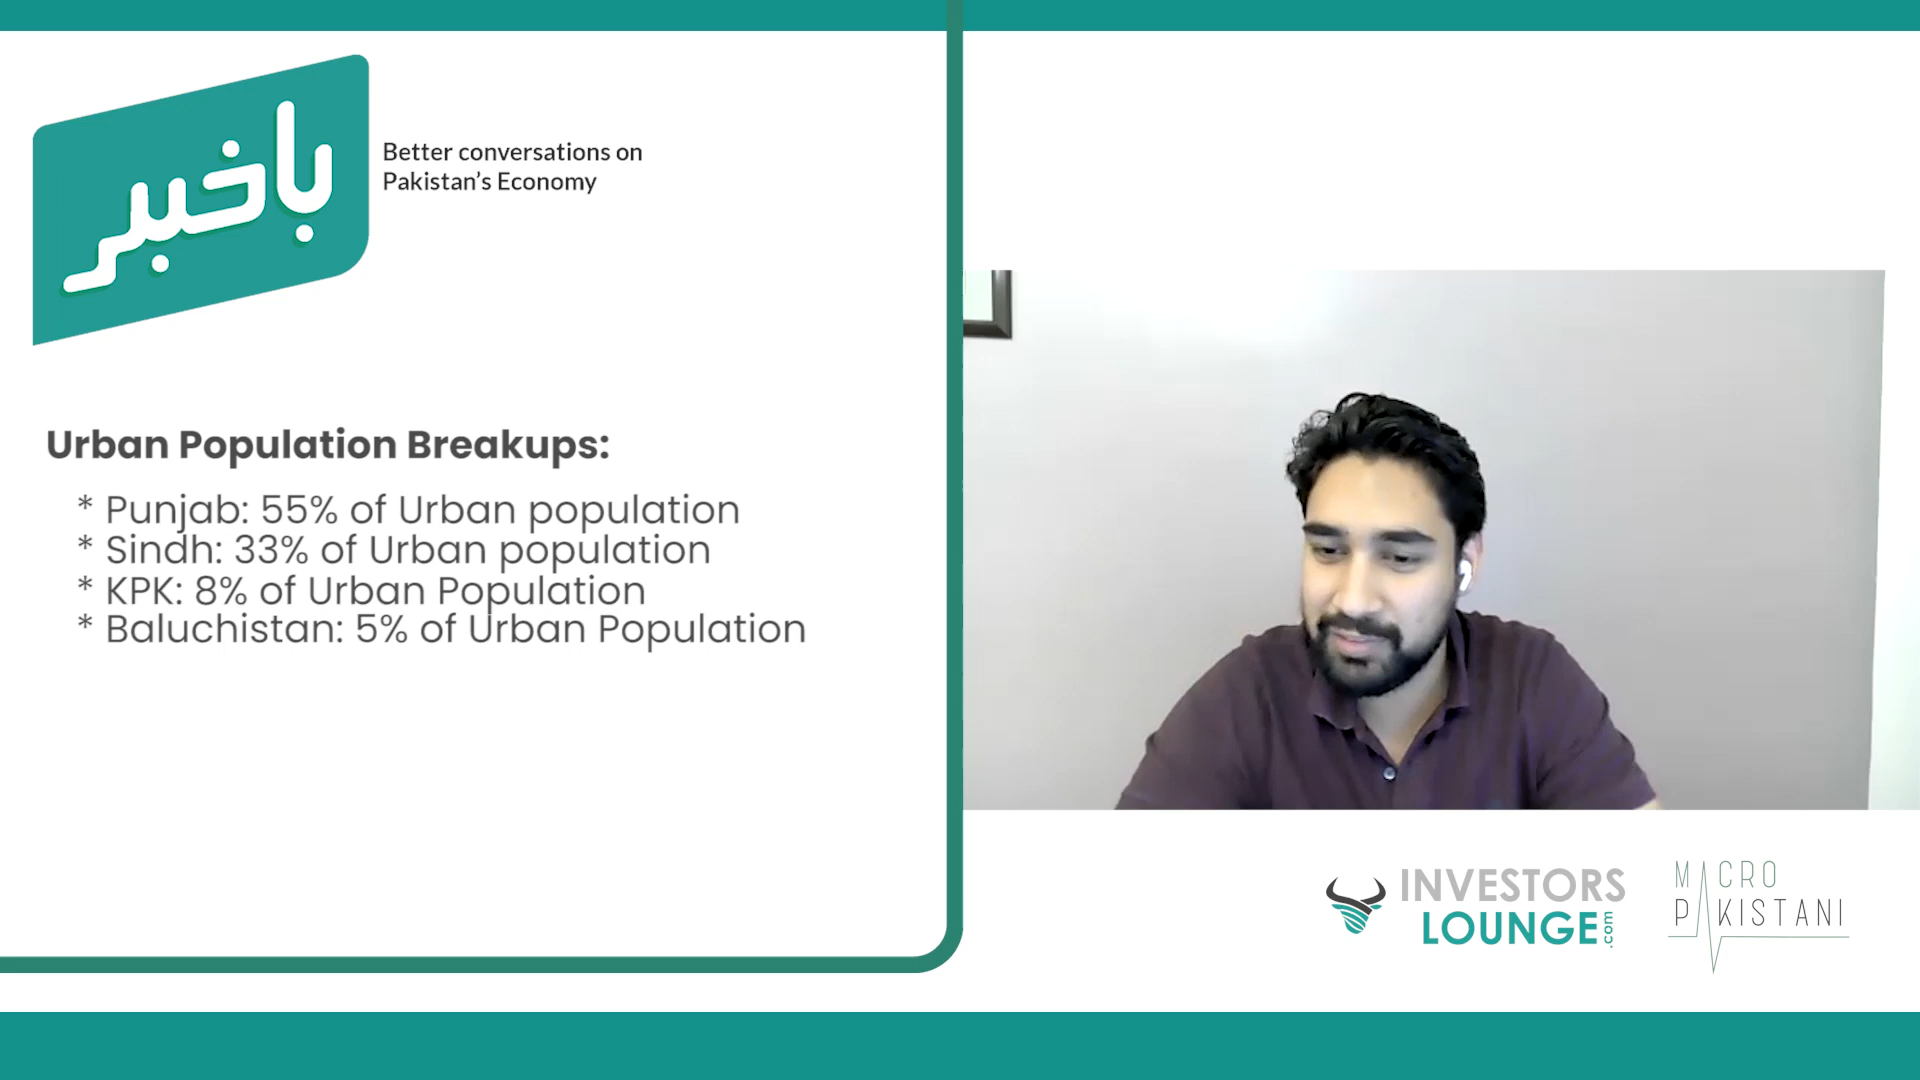 باخبر
Better conversations on
Pakistan’s Economy
Urban Population Breakups:
* Punjab: 55% of Urban population
* Sindh: 33% of Urban population
* KPK: 8% of Urban Population
* Baluchistan: 5% of Urban Population
INVESTORS
LOUNGE.com
MACRO
PAKISTANI